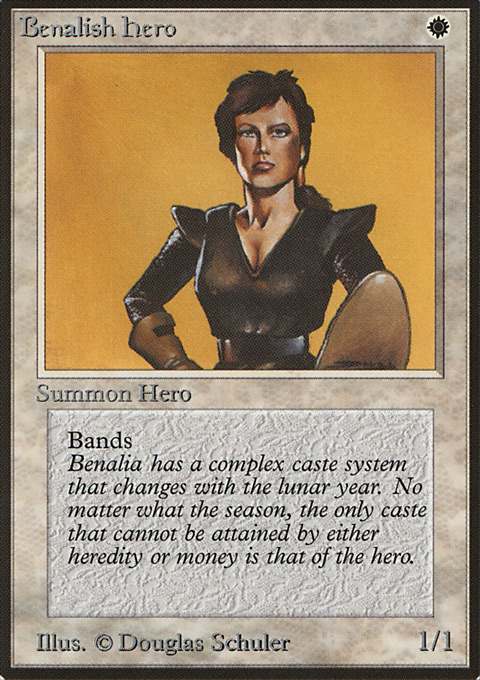 Benalish Hero
Summon Hero
Bands
Benalia has a complex caste system
that changes with the lunar year. No
matter what the season, the only caste
that cannot be attained by either
heredity or money is that of the hero.
Illus. © Douglas Schuler 1/1